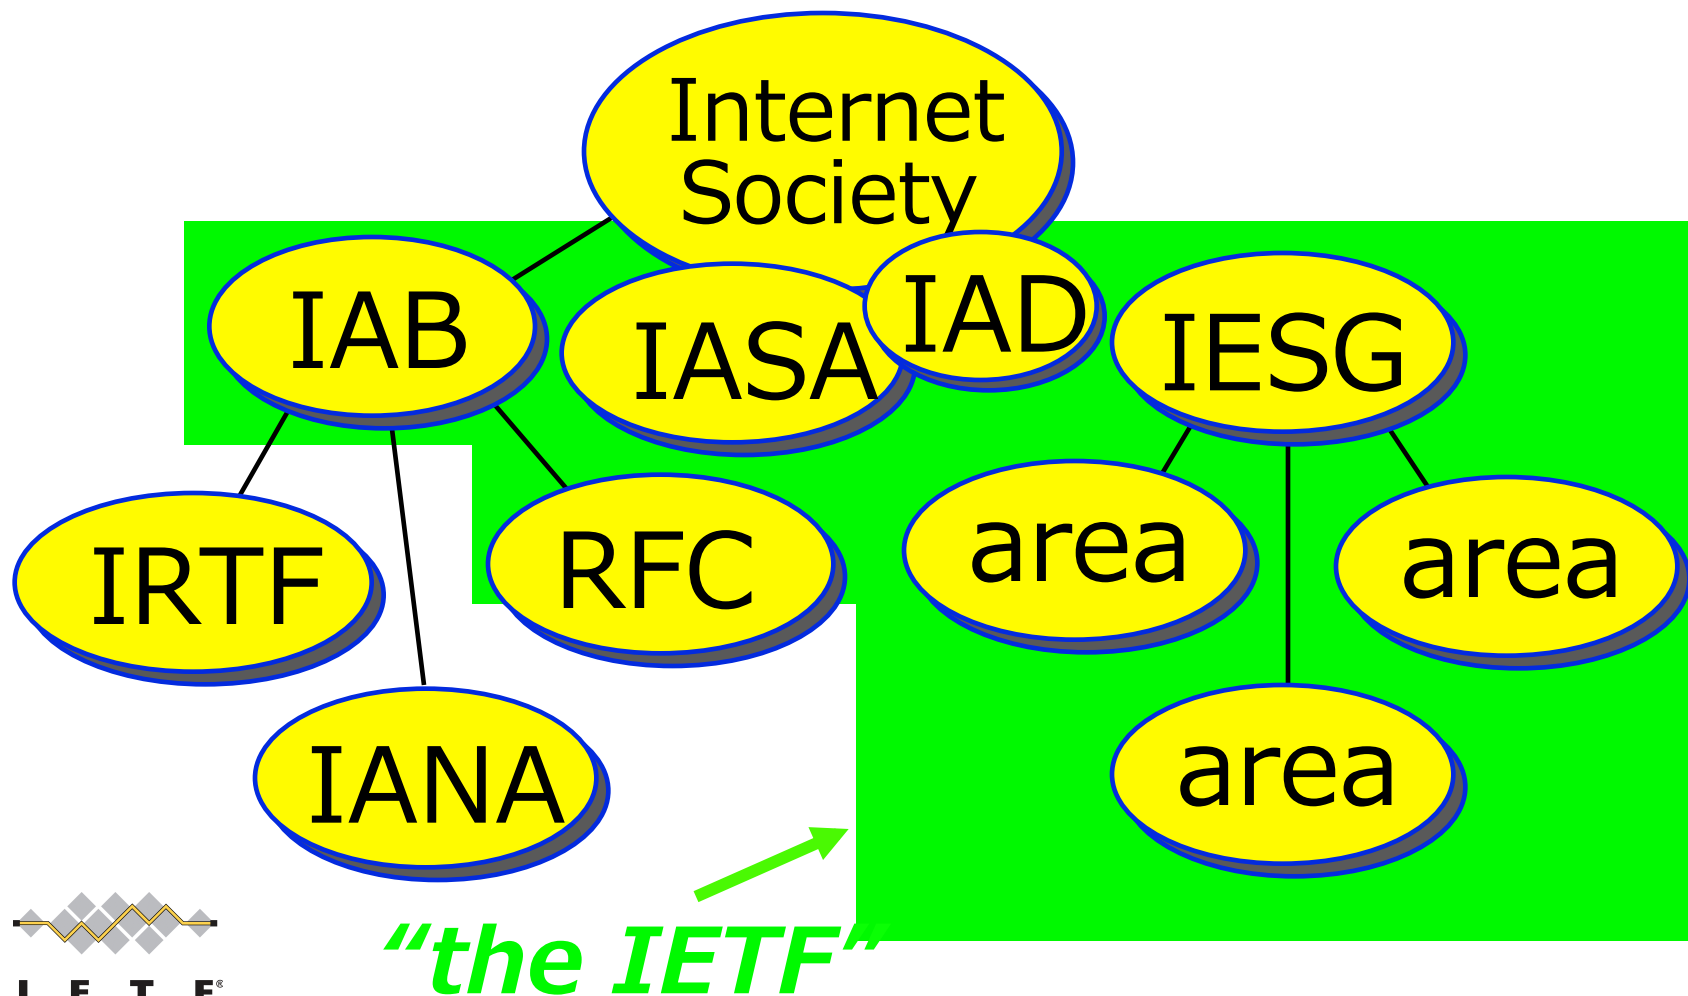 Internet
Society
IAB
IASA
IAD
IESG
IRTF
RFC
area
area
IANA
area
“the IETF”
I E T F®